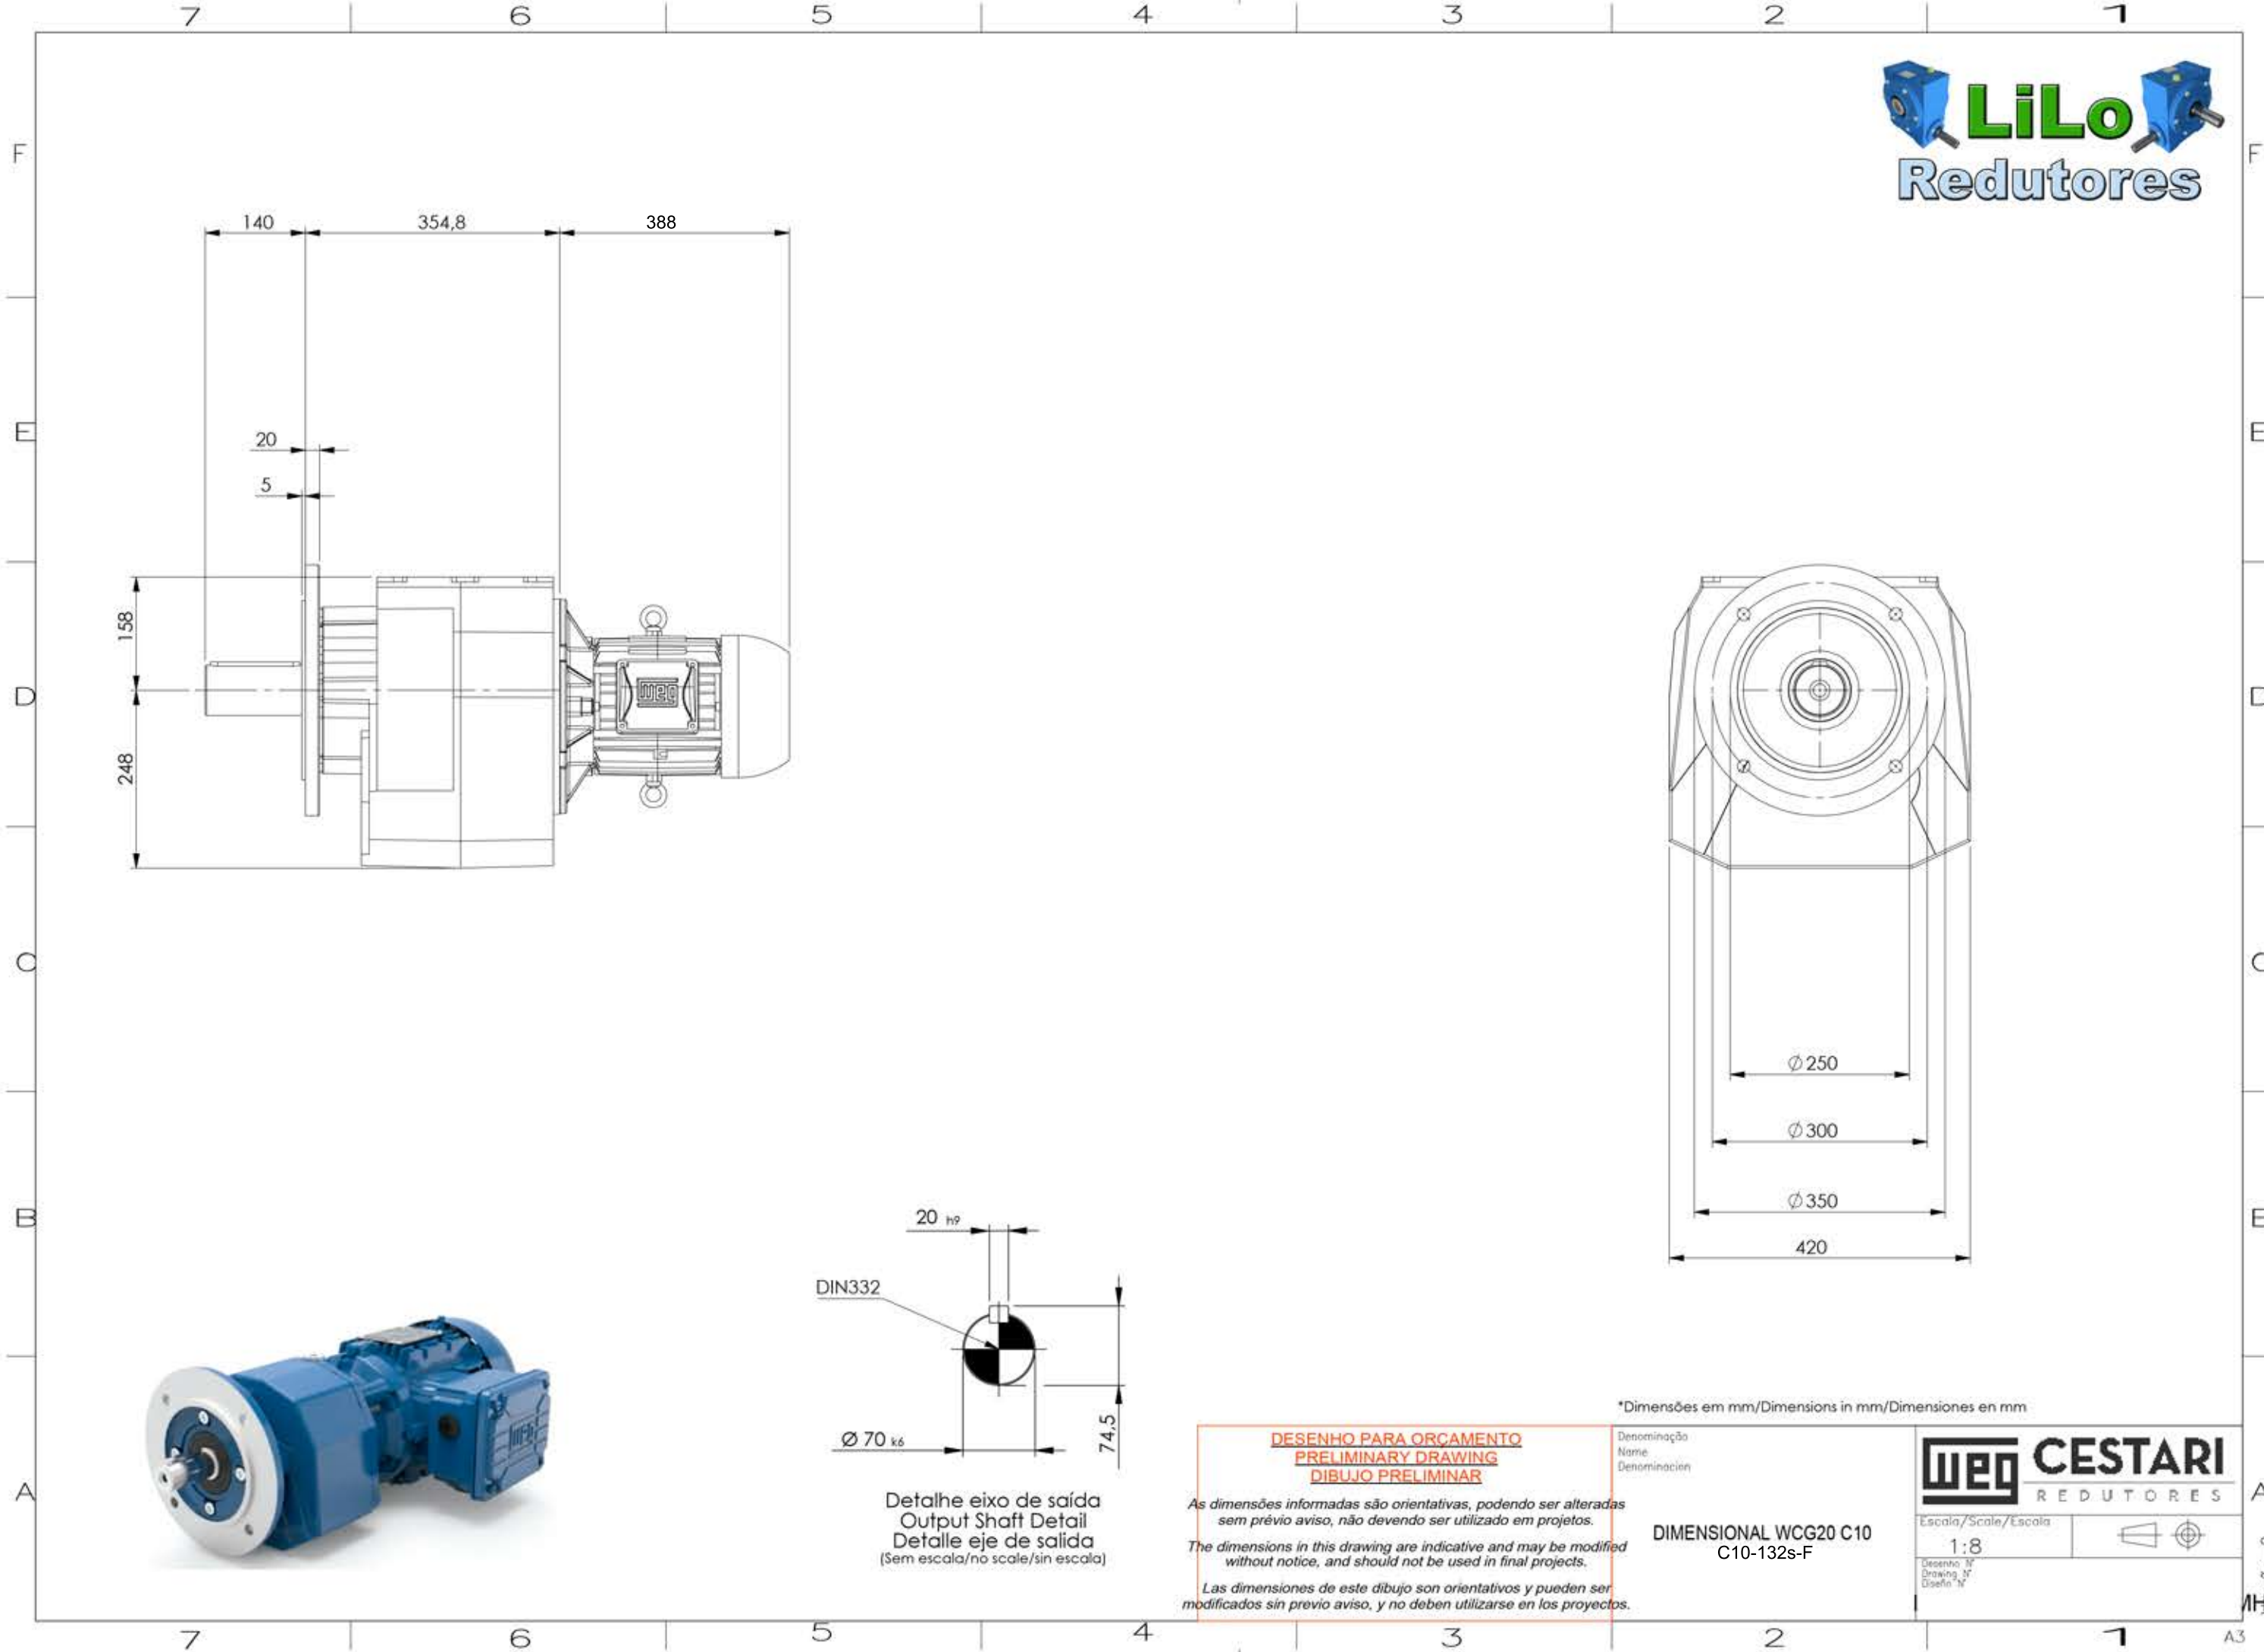 7 6 5 4 3 2 1
F
F
LiLo
Redutores
140 354,8 388
E
E
20
5
158
weg
D
D
248
C
C
Ø250
Ø300
Ø350
420
B
20 h9
DIN332
Ø 70 k6
74,5
Detalhe eixo de saída
Output Shaft Detail
Detalle eje de salida
(Sem escala/no scale/sin escala)
weg
A
A
*Dimensões em mm/Dimensions in mm/Dimensiones en mm
DESENHO PARA ORÇAMENTO
PRELIMINARY DRAWING
DIBUJO PRELIMINAR
As dimensões informadas são orientativas, podendo ser alteradas
sem prévio aviso, não devendo ser utilizado em projetos.
The dimensions in this drawing are indicative and may be modified
without notice, and should not be used in final projects.
Las dimensiones de este dibujo son orientativos y pueden ser
modificados sin previo aviso, y no deben utilizarse en los proyectos.
Denominação
Name
Denominacion
DIMENSIONAL WCG20 C10
C10-132s-F
weg CESTARI
REDUTORES
Escala/Scale/Escala
1:8
Desenho N°
Drawing N°
Diseño N°
7 6 5 4 3 2 1
A3